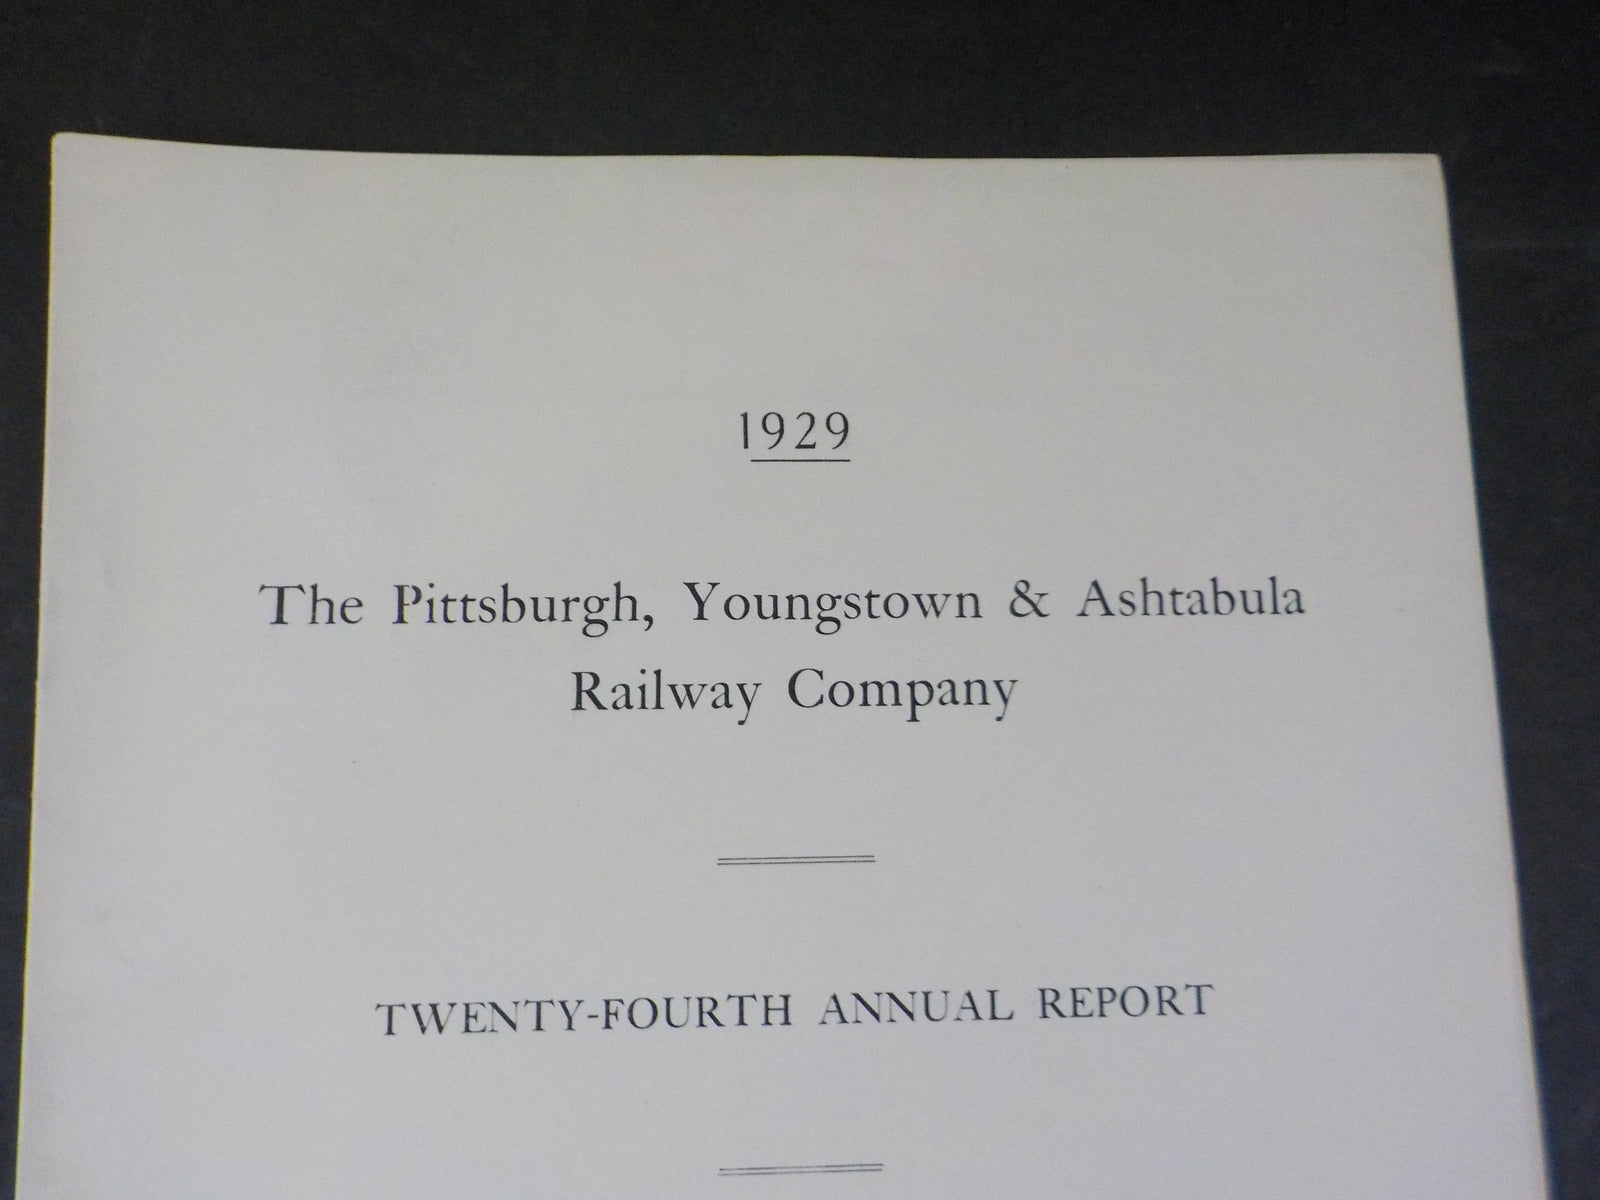 1929
The Pittsburgh, Youngstown & Ashtabula
Railway Company
TWENTY-FOURTH ANNUAL REPORT